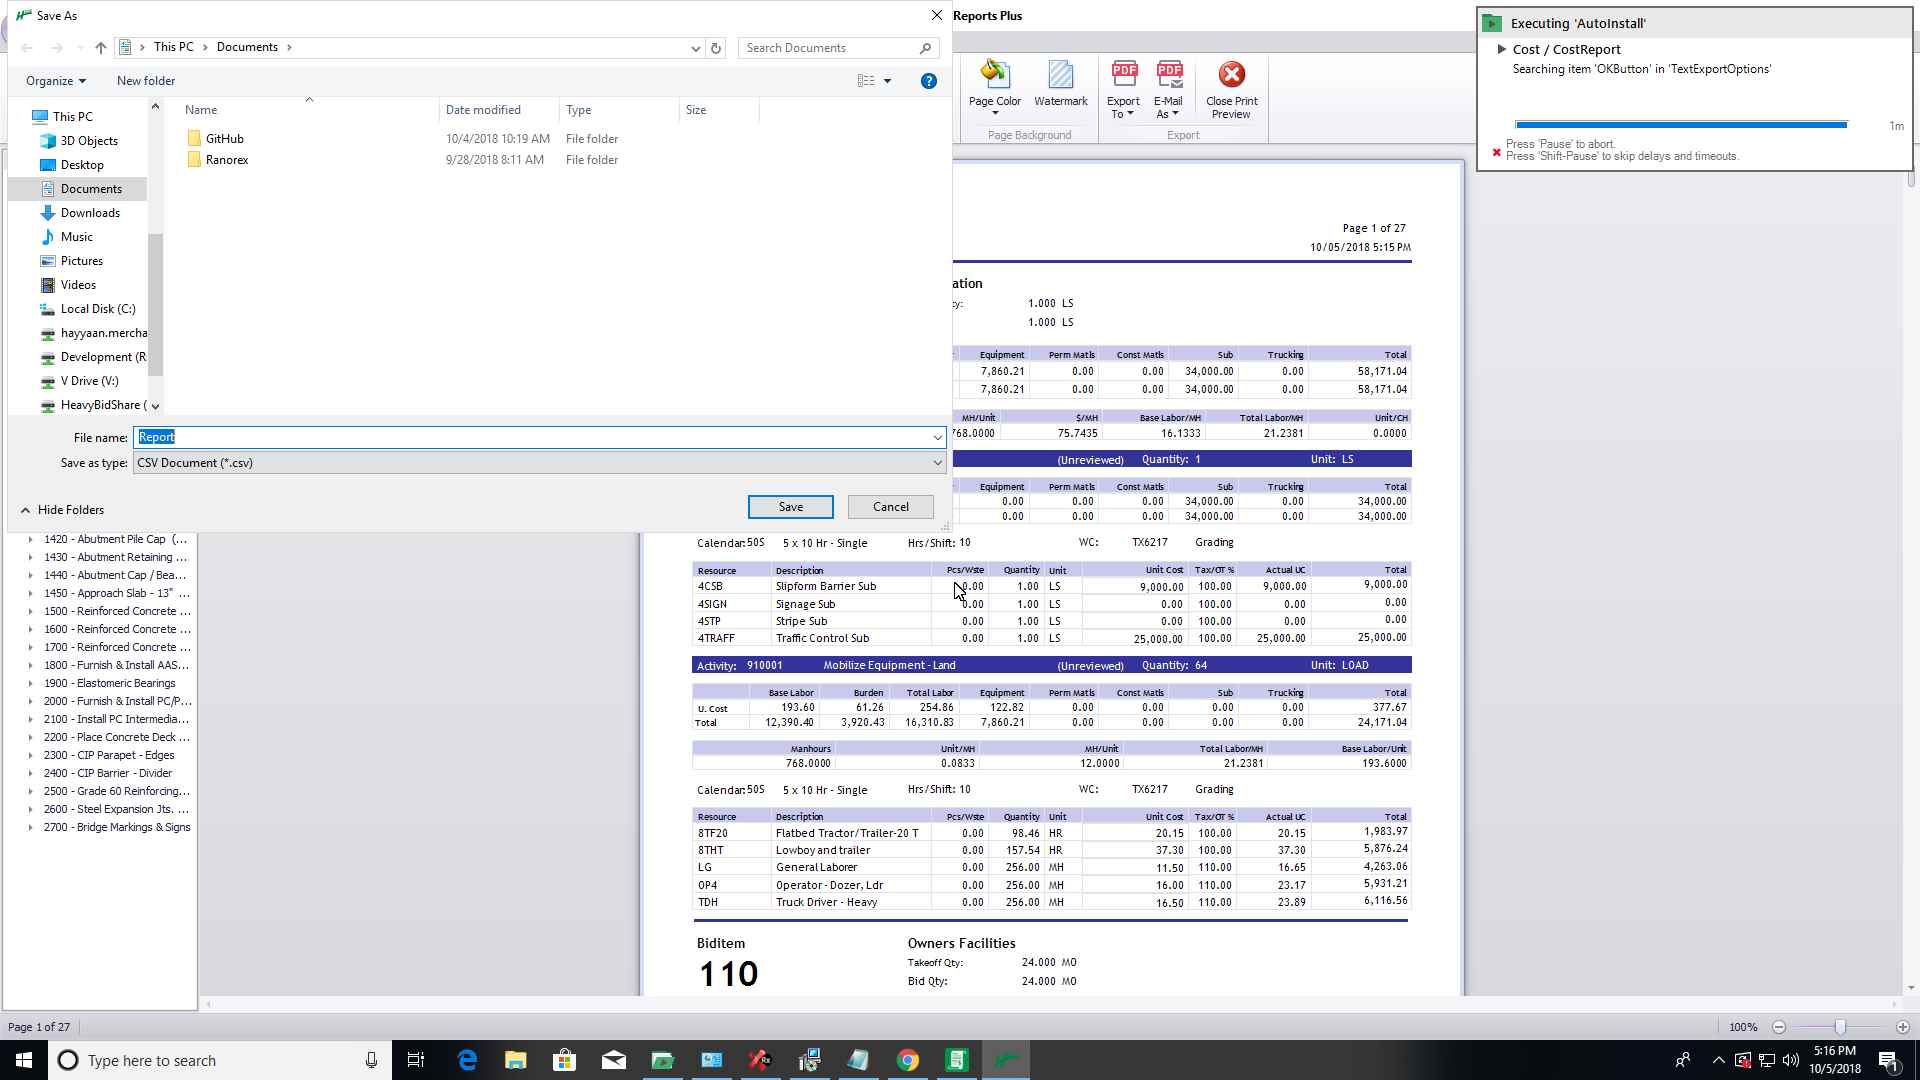 Save As
Reports Plus
This PC
Documents
Search Documents
Organize
New folder
This PC
3D Objects
Desktop
Documents
Downloads
Music
Pictures
Videos
Local Disk (C:)
hayyaan.mercha
Development (R
V Drive (V:)
HeavyBidShare (
Name Date modified Type Size
GitHub 10/4/2018 10:19 AM File folder
Ranorex 9/28/2018 8:11 AM File folder
File name: Report
Save as type: CSV Document (*.csv)
Hide Folders
Save
Cancel
Page Color
Watermark
Page Background
PDF
Export To
PDF
E-Mail As
Export
Close Print Preview
Executing 'AutoInstall'
Cost / CostReport
Searching item 'OKButton' in 'TextExportOptions'
1m
Press 'Pause' to abort.
Press 'Shift-Pause' to skip delays and timeouts.
1420 - Abutment Pile Cap (...
1430 - Abutment Retaining ...
1440 - Abutment Cap / Bea...
1450 - Approach Slab - 13" ...
1500 - Reinforced Concrete ...
1600 - Reinforced Concrete ...
1700 - Reinforced Concrete ...
1800 - Furnish & Install AAS...
1900 - Elastomeric Bearings
2000 - Furnish & Install PC/P...
2100 - Install PC Intermedia...
2200 - Place Concrete Deck ...
2300 - CIP Parapet - Edges
2400 - CIP Barrier - Divider
2500 - Grade 60 Reinforcing...
2600 - Steel Expansion Jts. ...
2700 - Bridge Markings & Signs
Page 1 of 27
10/05/2018 5:15 PM
ation
cy: 1.000 LS
1.000 LS
Equipment Perm Matls Const Matls Sub Trucking Total
7,860.21 0.00 0.00 34,000.00 0.00 58,171.04
7,860.21 0.00 0.00 34,000.00 0.00 58,171.04
MH/Unit $/MH Base Labor/MH Total Labor/MH Unit/CH
768.0000 75.7435 16.1333 21.2381 0.0000
(Unreviewed) Quantity: 1 Unit: LS
Equipment Perm Matls Const Matls Sub Trucking Total
0.00 0.00 0.00 34,000.00 0.00 34,000.00
0.00 0.00 0.00 34,000.00 0.00 34,000.00
Calendar: 50S 5 x 10 Hr - Single Hrs/Shift: 10 WC: TX6217 Grading
Resource Description Pcs/Wste Quantity Unit Unit Cost Tax/OT % Actual UC Total
4CSB Slipform Barrier Sub 0.00 1.00 LS 9,000.00 100.00 9,000.00 9,000.00
4SIGN Signage Sub 0.00 1.00 LS 0.00 100.00 0.00 0.00
4STP Stripe Sub 0.00 1.00 LS 0.00 100.00 0.00 0.00
4TRAFF Traffic Control Sub 0.00 1.00 LS 25,000.00 100.00 25,000.00 25,000.00
Activity: 910001 Mobilize Equipment - Land (Unreviewed) Quantity: 64 Unit: LOAD
Base Labor Burden Total Labor Equipment Perm Matls Const Matls Sub Trucking Total
U. Cost 193.60 61.26 254.86 122.82 0.00 0.00 0.00 0.00 377.67
Total 12,390.40 3,920.43 16,310.83 7,860.21 0.00 0.00 0.00 0.00 24,171.04
Manhours Unit/MH MH/Unit Total Labor/MH Base Labor/Unit
768.0000 0.0833 12.0000 21.2381 193.6000
Calendar: 50S 5 x 10 Hr - Single Hrs/Shift: 10 WC: TX6217 Grading
Resource Description Pcs/Wste Quantity Unit Unit Cost Tax/OT % Actual UC Total
8TF20 Flatbed Tractor/Trailer-20 T 0.00 98.46 HR 20.15 100.00 20.15 1,983.97
8THT Lowboy and trailer 0.00 157.54 HR 37.30 100.00 37.30 5,876.24
LG General Laborer 0.00 256.00 MH 11.50 110.00 16.65 4,263.06
OP4 Operator - Dozer, Ldr 0.00 256.00 MH 16.00 110.00 23.17 5,931.21
TDH Truck Driver - Heavy 0.00 256.00 MH 16.50 110.00 23.89 6,116.56
Biditem Owners Facilities
110
Takeoff Qty: 24.000 MO
Bid Qty: 24.000 MO
Page 1 of 27
100%
Type here to search
5:16 PM
10/5/2018
1